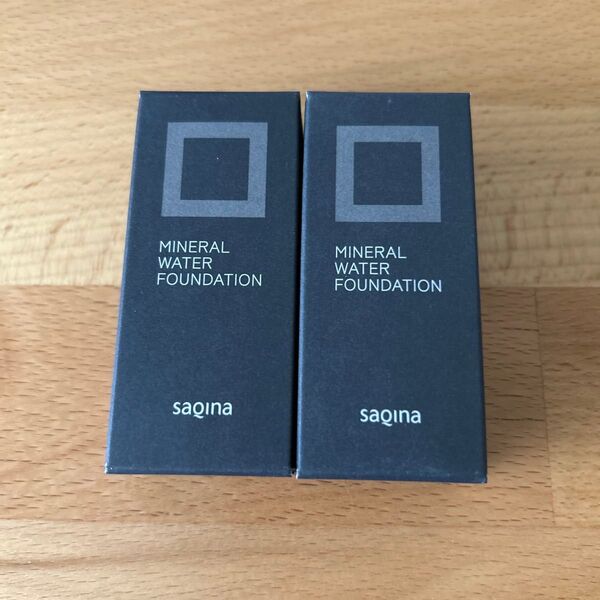 MINERAL
WATER
FOUNDATION
saqina
MINERAL
WATER
FOUNDATION
saqina